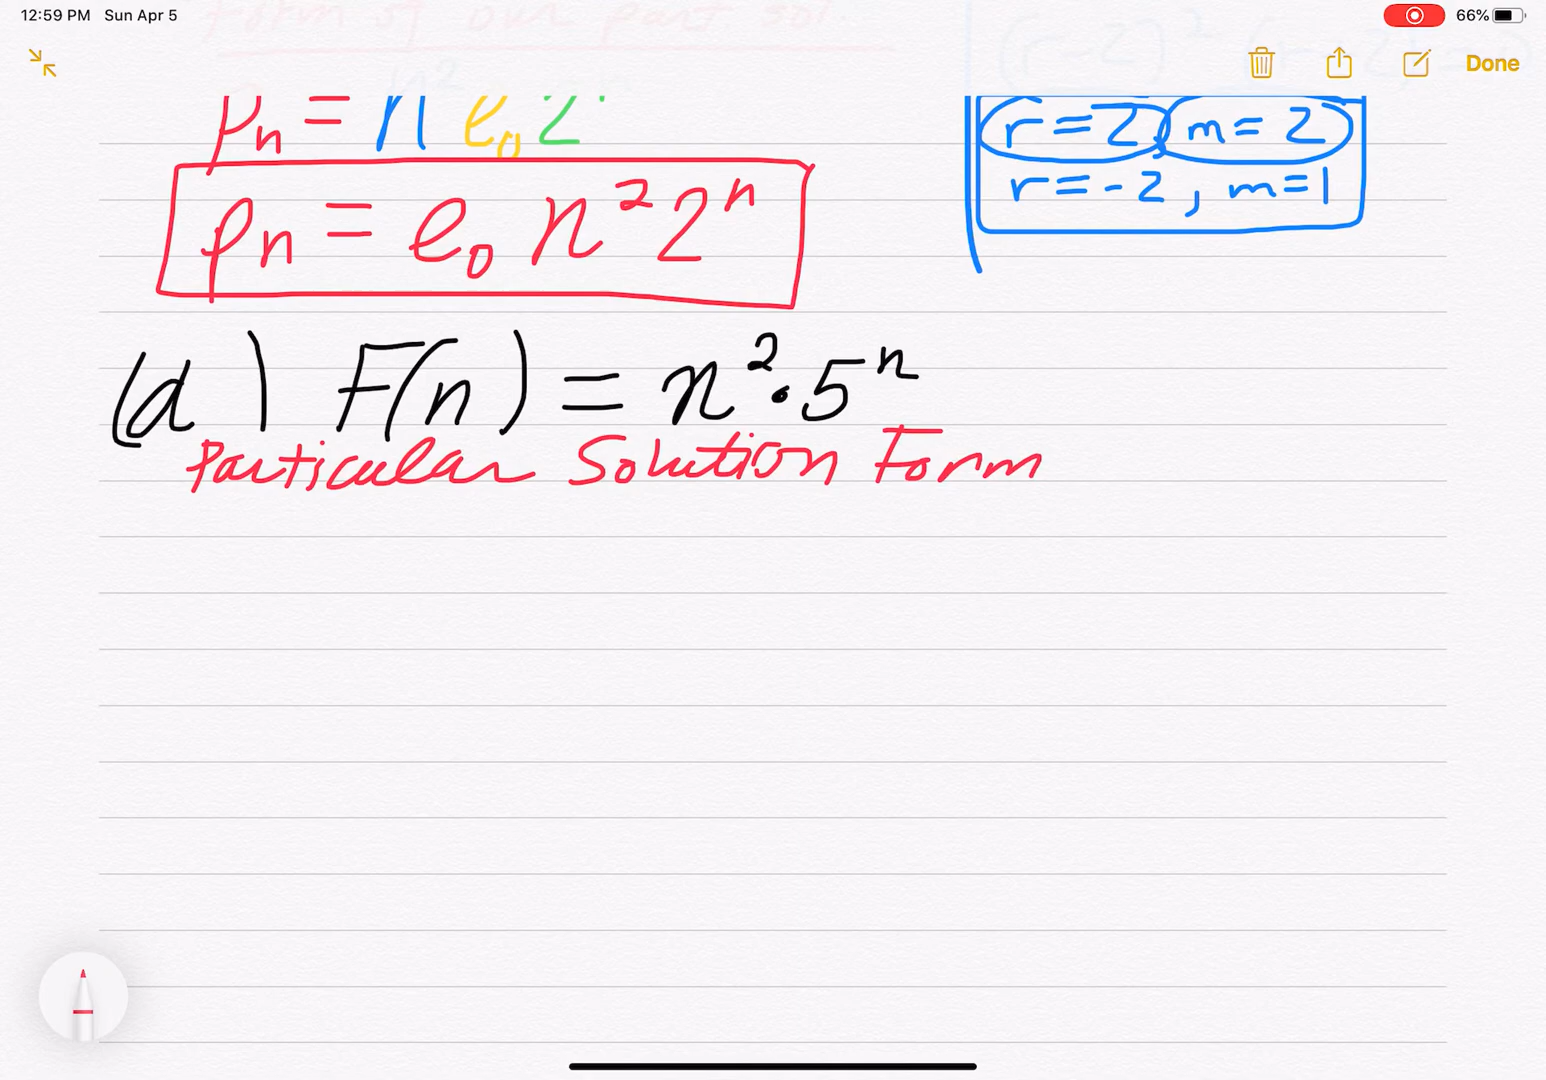 12:59 PM Sun Apr 5
66%
Done
Pn = n e₀ 2
r = 2, m = 2
r = -2, m = 1
Pn = e₀ n² 2ⁿ
(d) F(n) = n² · 5ⁿ
Particular Solution Form